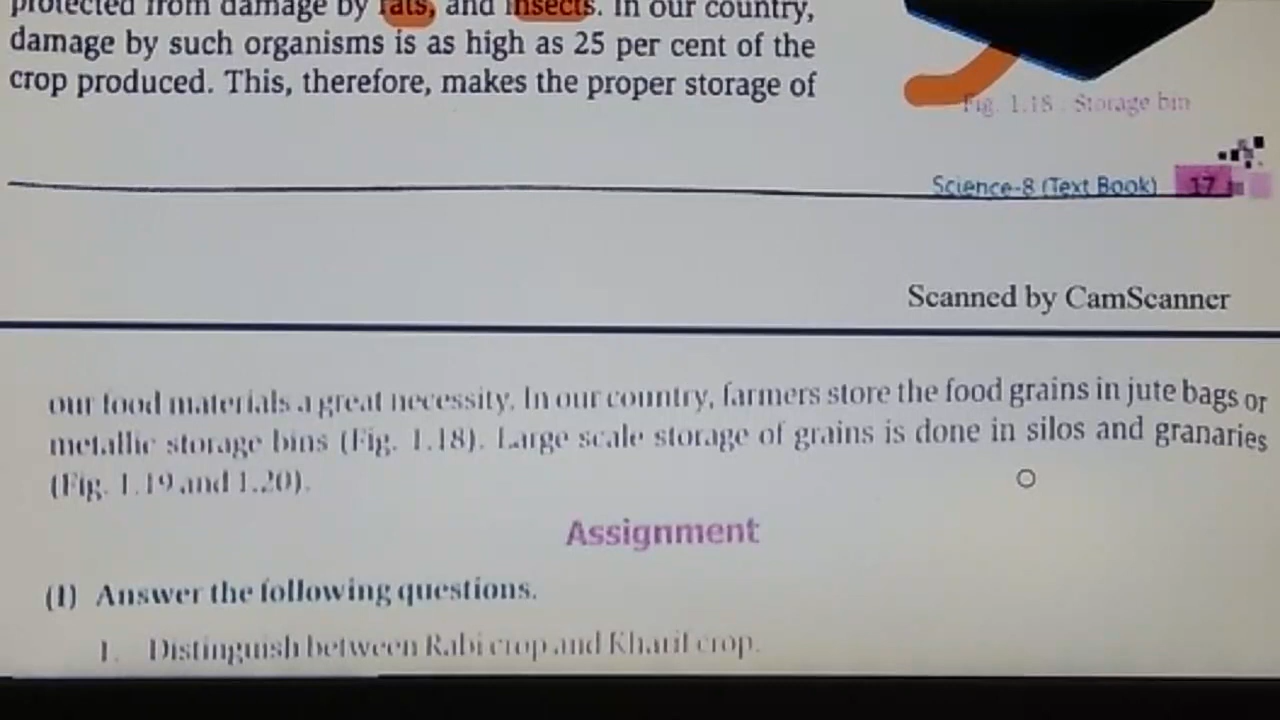 protected from damage by rats, and insects. In our country,
damage by such organisms is as high as 25 per cent of the
crop produced. This, therefore, makes the proper storage of
Fig. 1.18 : Storage bin
Science-8 (Text Book) 17
Scanned by CamScanner
our food materials a great necessity. In our country, farmers store the food grains in jute bags or
metallic storage bins (Fig. 1.18). Large scale storage of grains is done in silos and granaries
(Fig. 1.19 and 1.20).
Assignment
(I) Answer the following questions.
1. Distinguish between Rabi crop and Kharif crop.